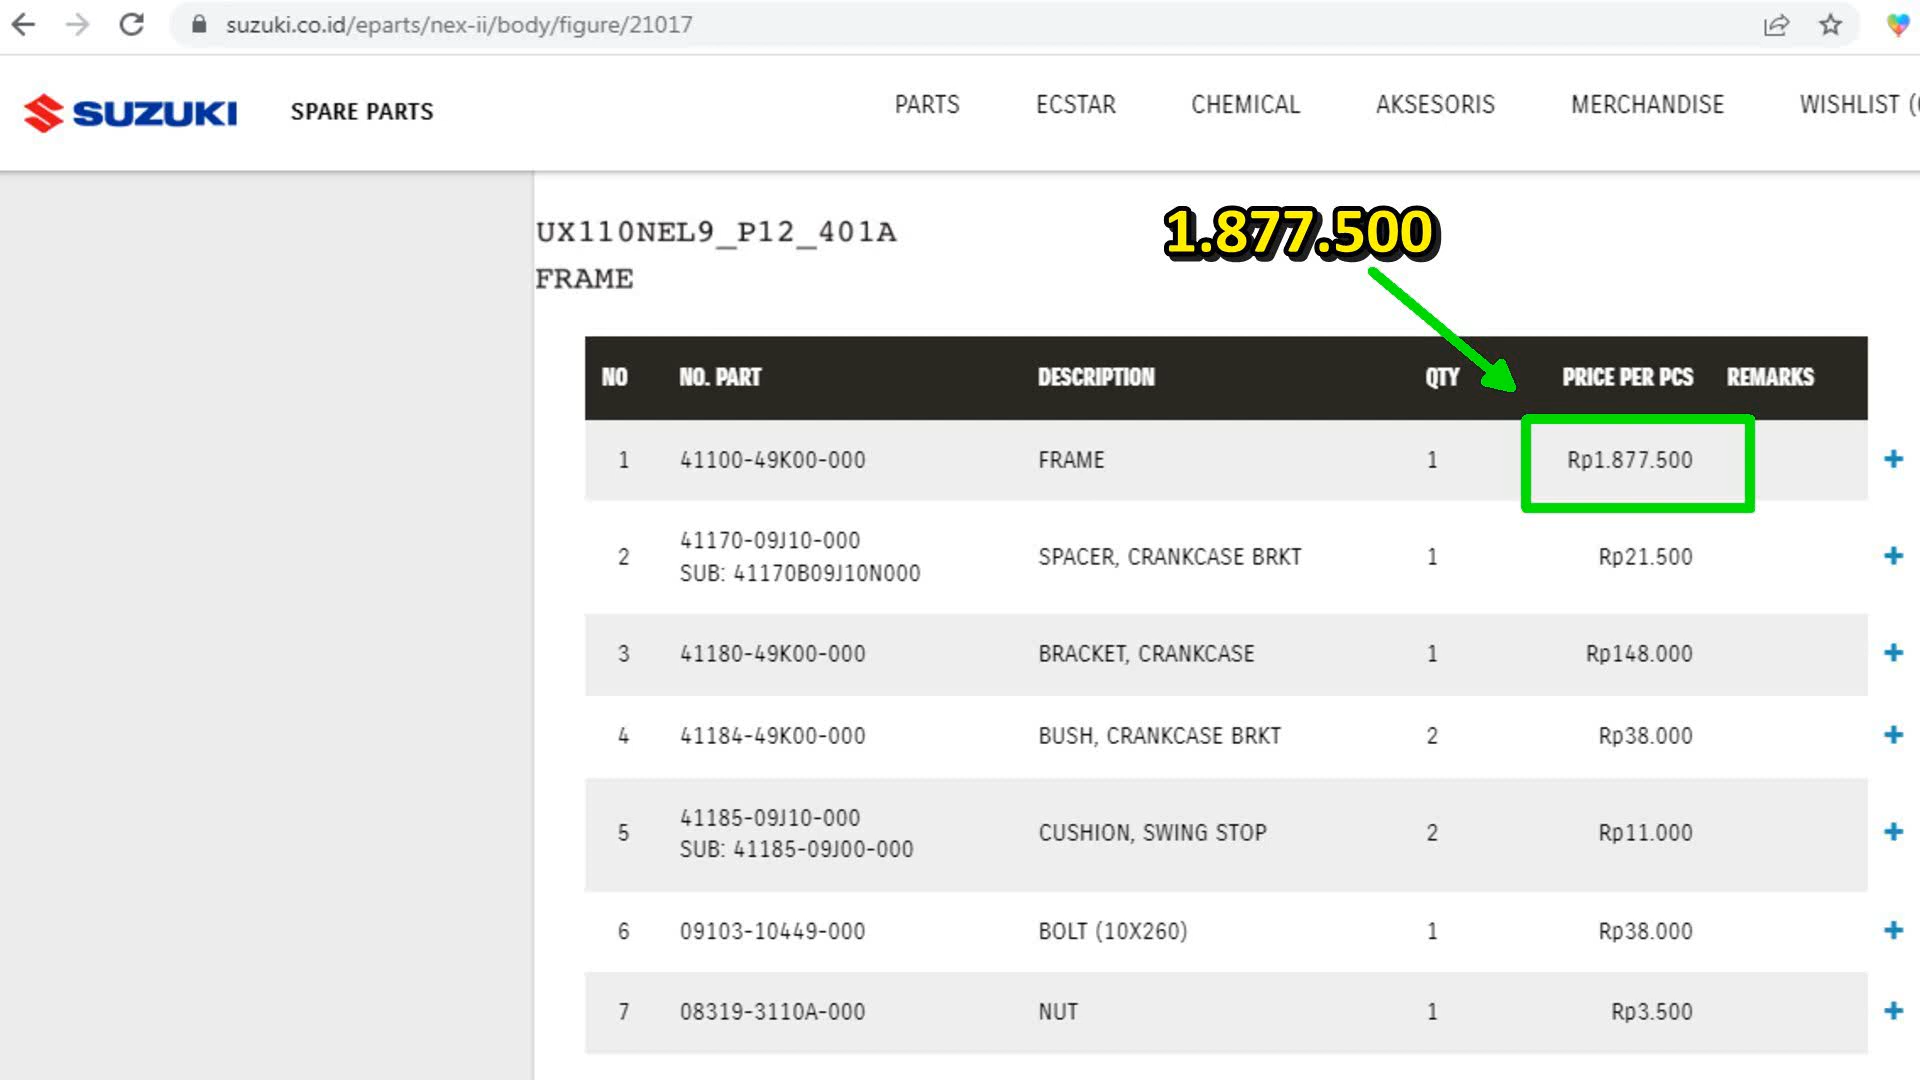 suzuki.co.id/eparts/nex-ii/body/figure/21017
SUZUKI SPARE PARTS PARTS ECSTAR CHEMICAL AKSESORIS MERCHANDISE WISHLIST (
UX110NEL9_P12_401A
FRAME
1.877.500
NO NO. PART DESCRIPTION QTY PRICE PER PCS REMARKS
1 41100-49K00-000 FRAME 1 Rp1.877.500 +
2 41170-09J10-000
SUB: 41170B09J10N000 SPACER, CRANKCASE BRKT 1 Rp21.500 +
3 41180-49K00-000 BRACKET, CRANKCASE 1 Rp148.000 +
4 41184-49K00-000 BUSH, CRANKCASE BRKT 2 Rp38.000 +
5 41185-09J10-000
SUB: 41185-09J00-000 CUSHION, SWING STOP 2 Rp11.000 +
6 09103-10449-000 BOLT (10X260) 1 Rp38.000 +
7 08319-3110A-000 NUT 1 Rp3.500 +